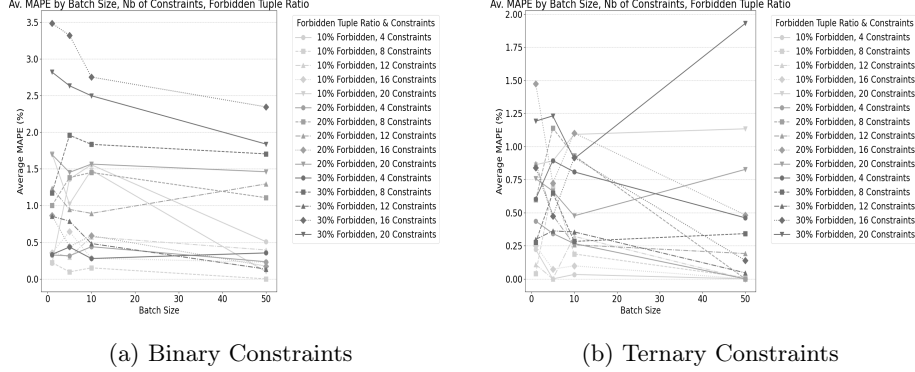 Av. MAPE by Batch Size, Nb of Constraints, Forbidden Tuple Ratio
3.5
3.0
2.5
2.0
1.5
1.0
0.5
0.0
Average MAPE (%)
0
10
20
30
40
50
Batch Size
Forbidden Tuple Ratio & Constraints
10% Forbidden, 4 Constraints
10% Forbidden, 8 Constraints
10% Forbidden, 12 Constraints
10% Forbidden, 16 Constraints
10% Forbidden, 20 Constraints
20% Forbidden, 4 Constraints
20% Forbidden, 8 Constraints
20% Forbidden, 12 Constraints
20% Forbidden, 16 Constraints
20% Forbidden, 20 Constraints
30% Forbidden, 4 Constraints
30% Forbidden, 8 Constraints
30% Forbidden, 12 Constraints
30% Forbidden, 16 Constraints
30% Forbidden, 20 Constraints
(a) Binary Constraints
Av. MAPE by Batch Size, Nb of Constraints, Forbidden Tuple Ratio
2.00
1.75
1.50
1.25
1.00
0.75
0.50
0.25
0.00
Average MAPE (%)
0
10
20
30
40
50
Batch Size
Forbidden Tuple Ratio & Constraints
10% Forbidden, 4 Constraints
10% Forbidden, 8 Constraints
10% Forbidden, 12 Constraints
10% Forbidden, 16 Constraints
10% Forbidden, 20 Constraints
20% Forbidden, 4 Constraints
20% Forbidden, 8 Constraints
20% Forbidden, 12 Constraints
20% Forbidden, 16 Constraints
20% Forbidden, 20 Constraints
30% Forbidden, 4 Constraints
30% Forbidden, 8 Constraints
30% Forbidden, 12 Constraints
30% Forbidden, 16 Constraints
30% Forbidden, 20 Constraints
(b) Ternary Constraints